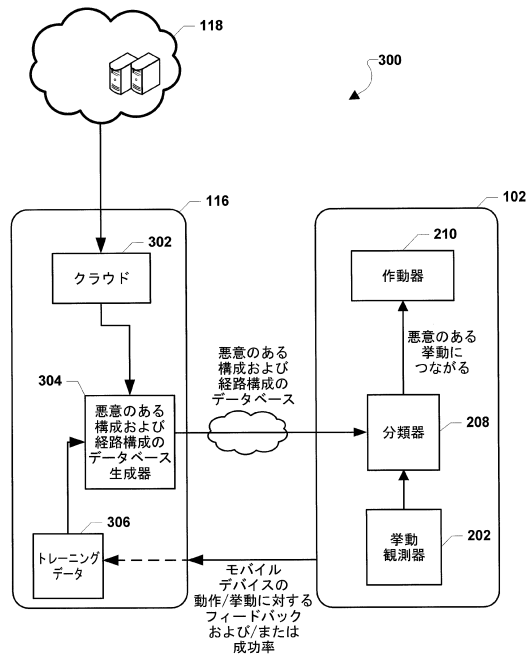 118
300
116
102
302
クラウド
210
作動器
悪意のある
挙動に
つながる
悪意のある
構成および
経路構成の
データベース
304
悪意のある
構成および
経路構成の
データベース
生成器
分類器
208
306
トレーニング
データ
挙動
観測器
202
モバイル
デバイスの
動作/挙動に対する
フィードバック
および/または
成功率